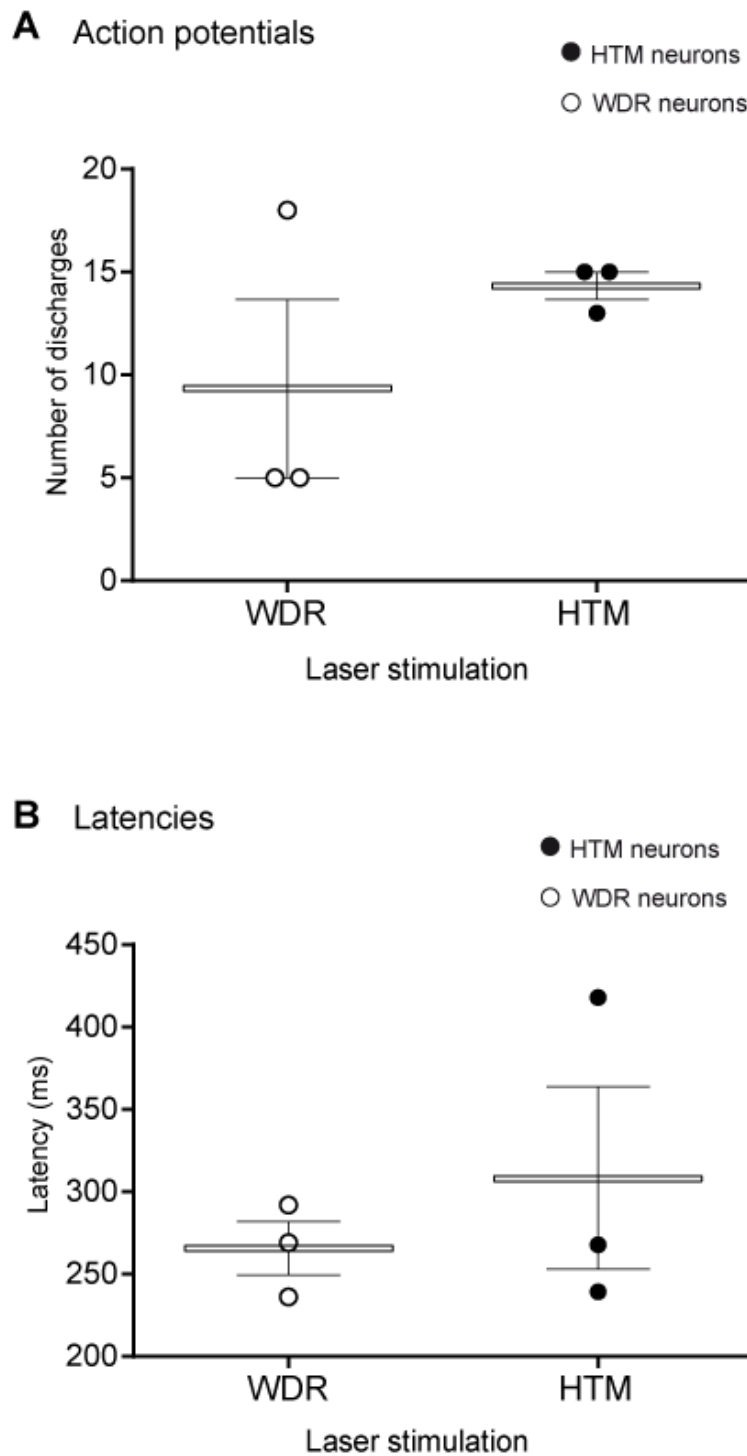 A Action potentials
HTM neurons
WDR neurons
20
15
10
5
0
Number of discharges
WDR HTM
Laser stimulation
B Latencies
HTM neurons
WDR neurons
450
400
350
300
250
200
Latency (ms)
WDR HTM
Laser stimulation